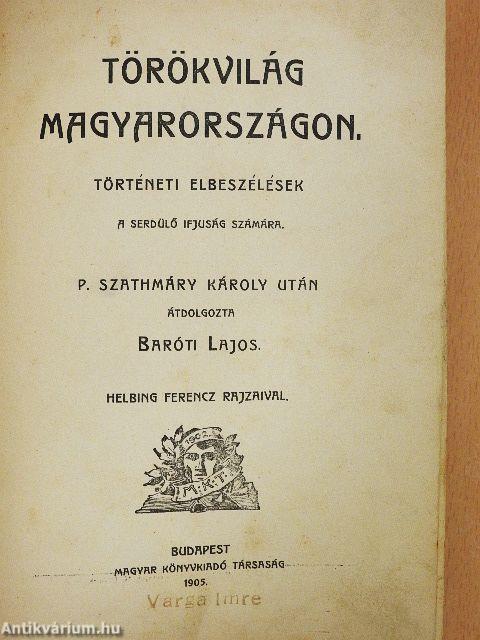 TÖRÖKVILÁG
MAGYARORSZÁGON.
TÖRTÉNETI ELBESZÉLÉSEK
A SERDÜLŐ IFJUSÁG SZÁMÁRA.
P. SZATHMÁRY KÁROLY UTÁN
ÁTDOLGOZTA
BARÓTI LAJOS.
HELBING FERENCZ RAJZAIVAL.
M.K.T.
BUDAPEST
MAGYAR KÖNYVKIADÓ TÁRSASÁG
1905.
Varga Imre
Antikvárium.hu